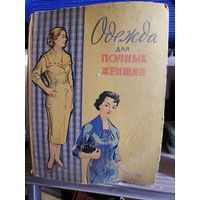 Одежда
для
полных
женщин